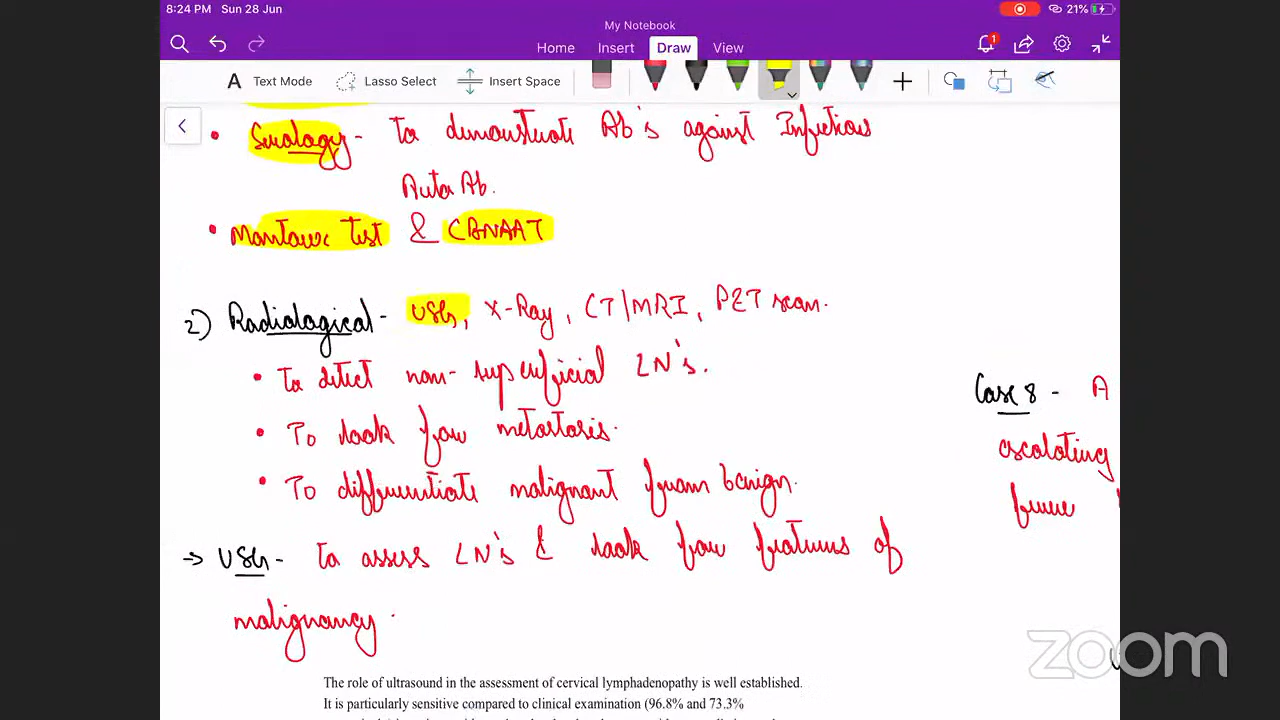 8:24 PM Sun 28 Jun
21%
My Notebook
Home Insert Draw View
1
Text Mode Lasso Select Insert Space
• Serology - To demonstrate Ab's against Infectious
Auto Ab.
• Mantoux Test & CBNAAT
2) Radiological - USG, X-Ray, CT/MRI, PET scan.
• To detect non-superficial LN's.
• To look for metastasis.
• To differentiate malignant from benign.
→ USG - to assess LN's & look for features of
malignancy.
Case 8 - A
escalating
fever
The role of ultrasound in the assessment of cervical lymphadenopathy is well established.
It is particularly sensitive compared to clinical examination (96.8% and 73.3%
zoom